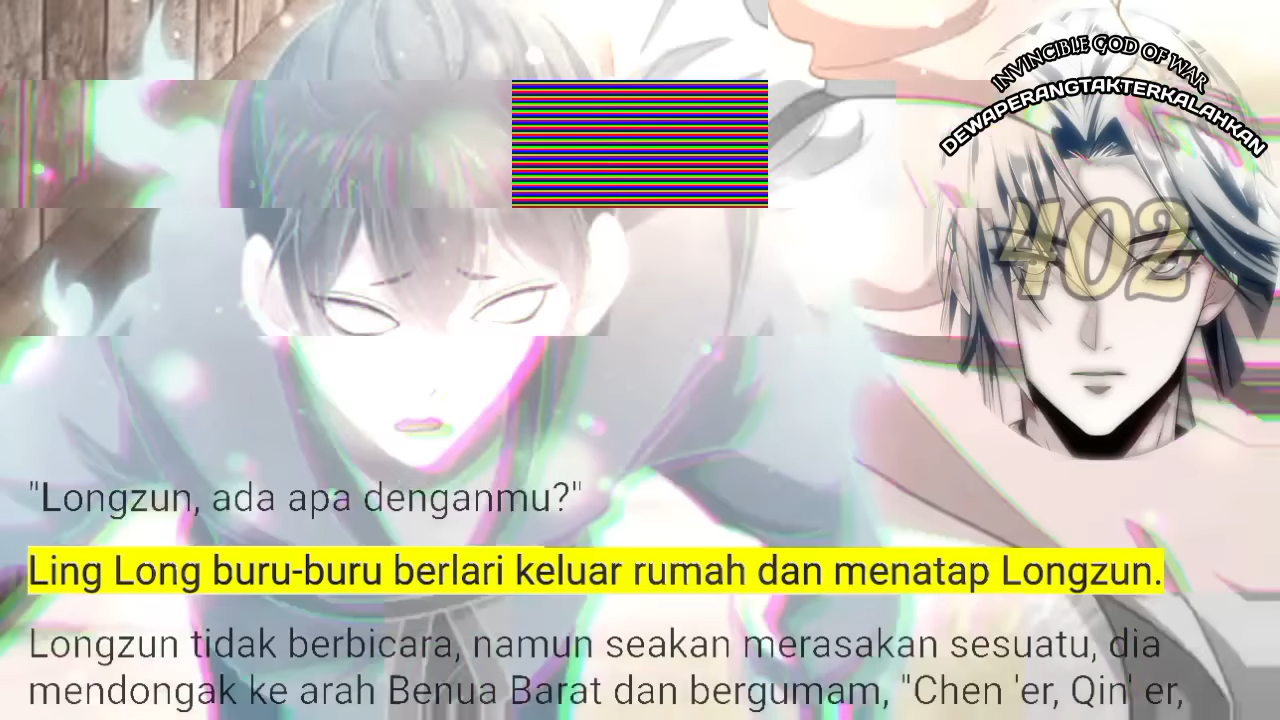 INVINCIBLE GOD OF WAR
DEWAPERANGTAKTERKALAHKAN
402
"Longzun, ada apa denganmu?"
Ling Long buru-buru berlari keluar rumah dan menatap Longzun.
Longzun tidak berbicara, namun seakan merasakan sesuatu, dia
mendongak ke arah Benua Barat dan bergumam, "Chen 'er, Qin' er,